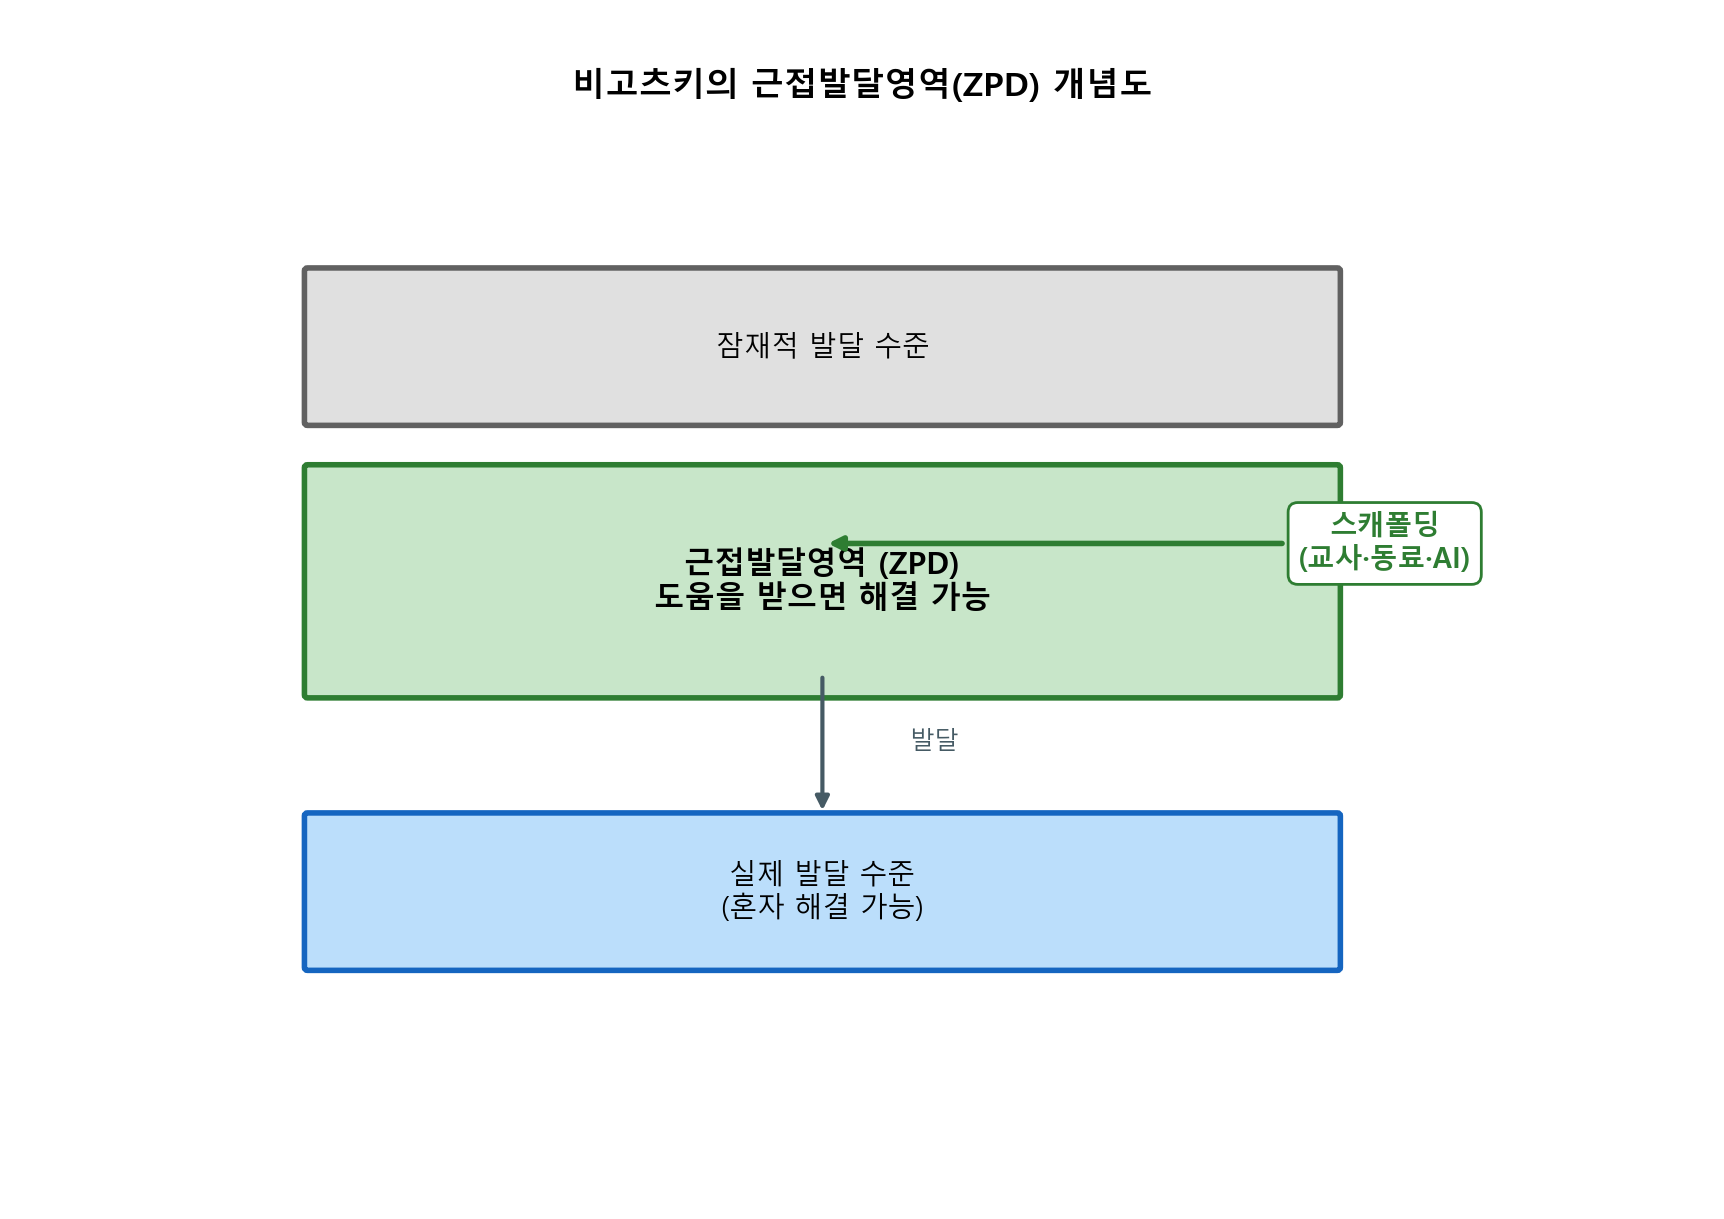 비고츠키의 근접발달영역(ZPD) 개념도
잠재적 발달 수준
스캐폴딩
(교사·동료·AI)
근접발달영역 (ZPD)
도움을 받으면 해결 가능
발달
실제 발달 수준
(혼자 해결 가능)